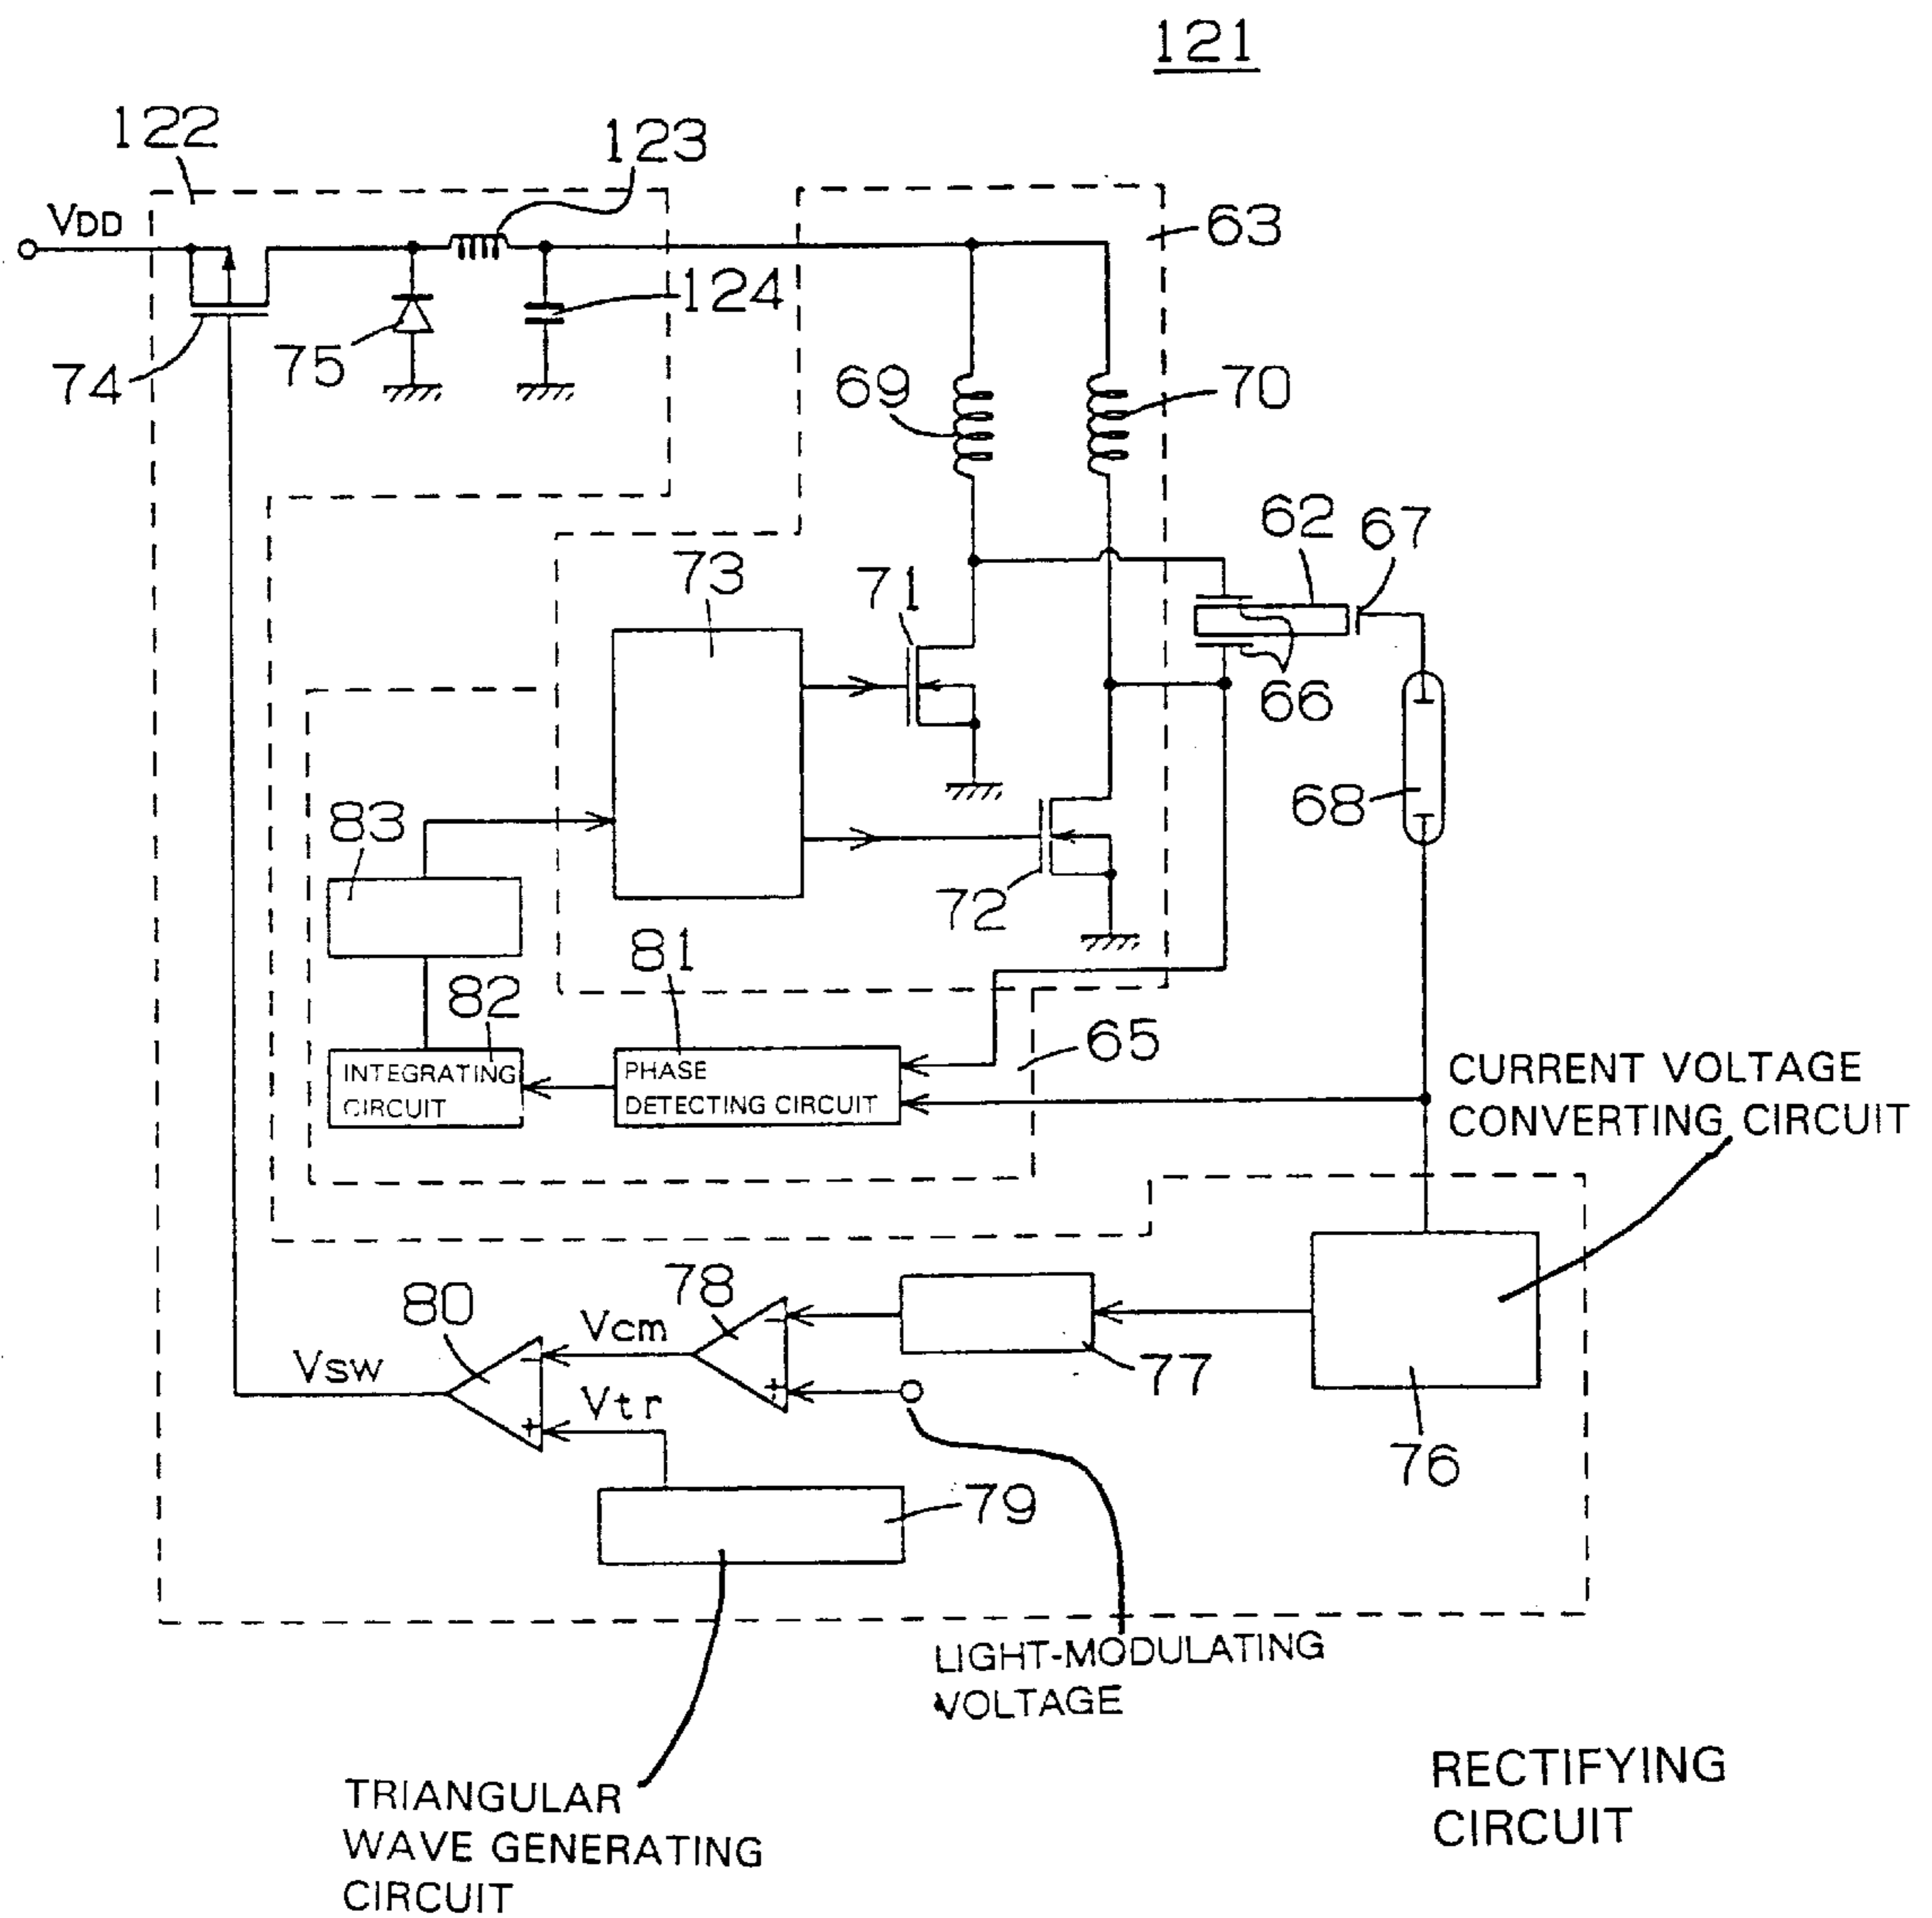 121
122
123
VDD
63
124
75
74
69
70
62
67
73
71
66
83
68
72
81
82
65
INTEGRATING
CIRCUIT
PHASE
DETECTING CIRCUIT
CURRENT VOLTAGE
CONVERTING CIRCUIT
80
78
Vcm
Vsw
77
Vtr
76
79
LIGHT-MODULATING
VOLTAGE
TRIANGULAR
WAVE GENERATING
CIRCUIT
RECTIFYING
CIRCUIT